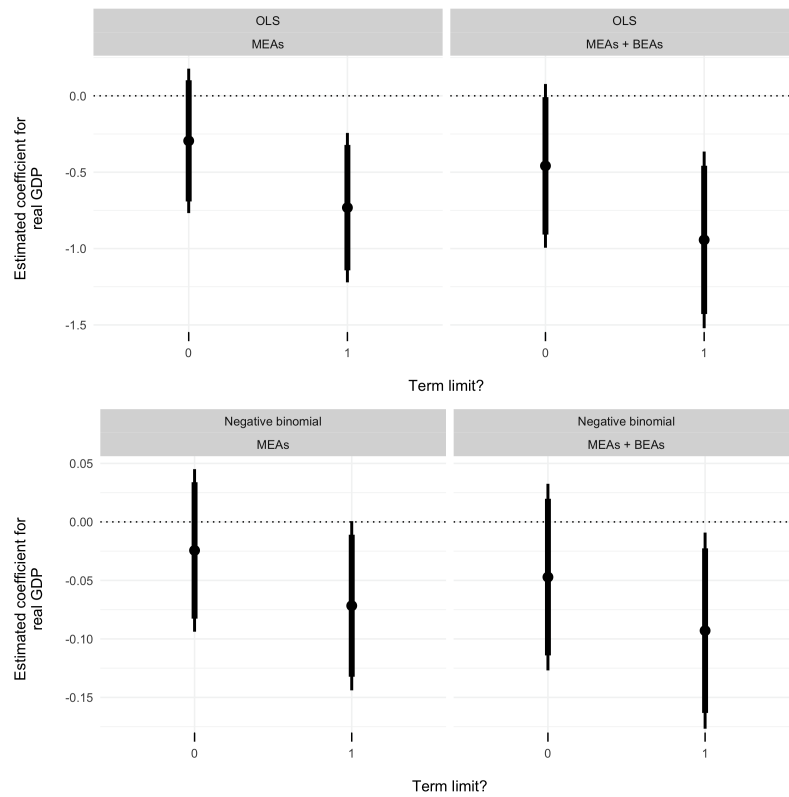 OLS
OLS
MEAs
MEAs + BEAs
Estimated coefficient for
real GDP
0.0
-0.5
-1.0
-1.5
0
1
0
1
Term limit?
Negative binomial
Negative binomial
MEAs
MEAs + BEAs
Estimated coefficient for
real GDP
0.05
0.00
-0.05
-0.10
-0.15
0
1
0
1
Term limit?